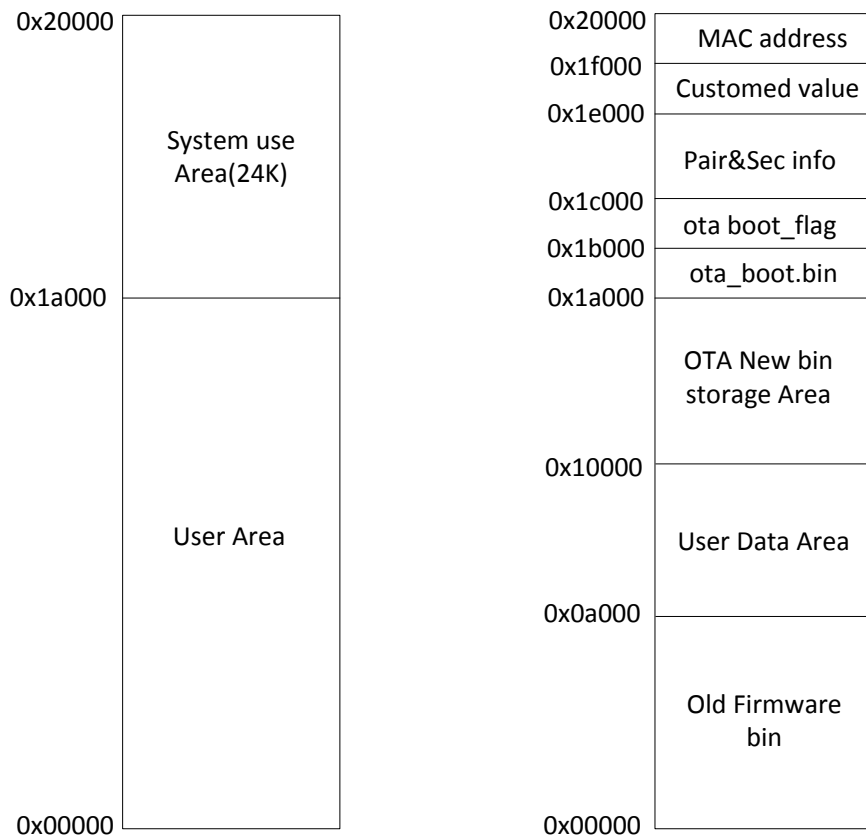 0x20000
System use
Area(24K)
0x1a000
User Area
0x00000
0x20000
MAC address
0x1f000
Customed value
0x1e000
Pair&Sec info
0x1c000
ota boot_flag
0x1b000
ota_boot.bin
0x1a000
OTA New bin
storage Area
0x10000
User Data Area
0x0a000
Old Firmware
bin
0x00000